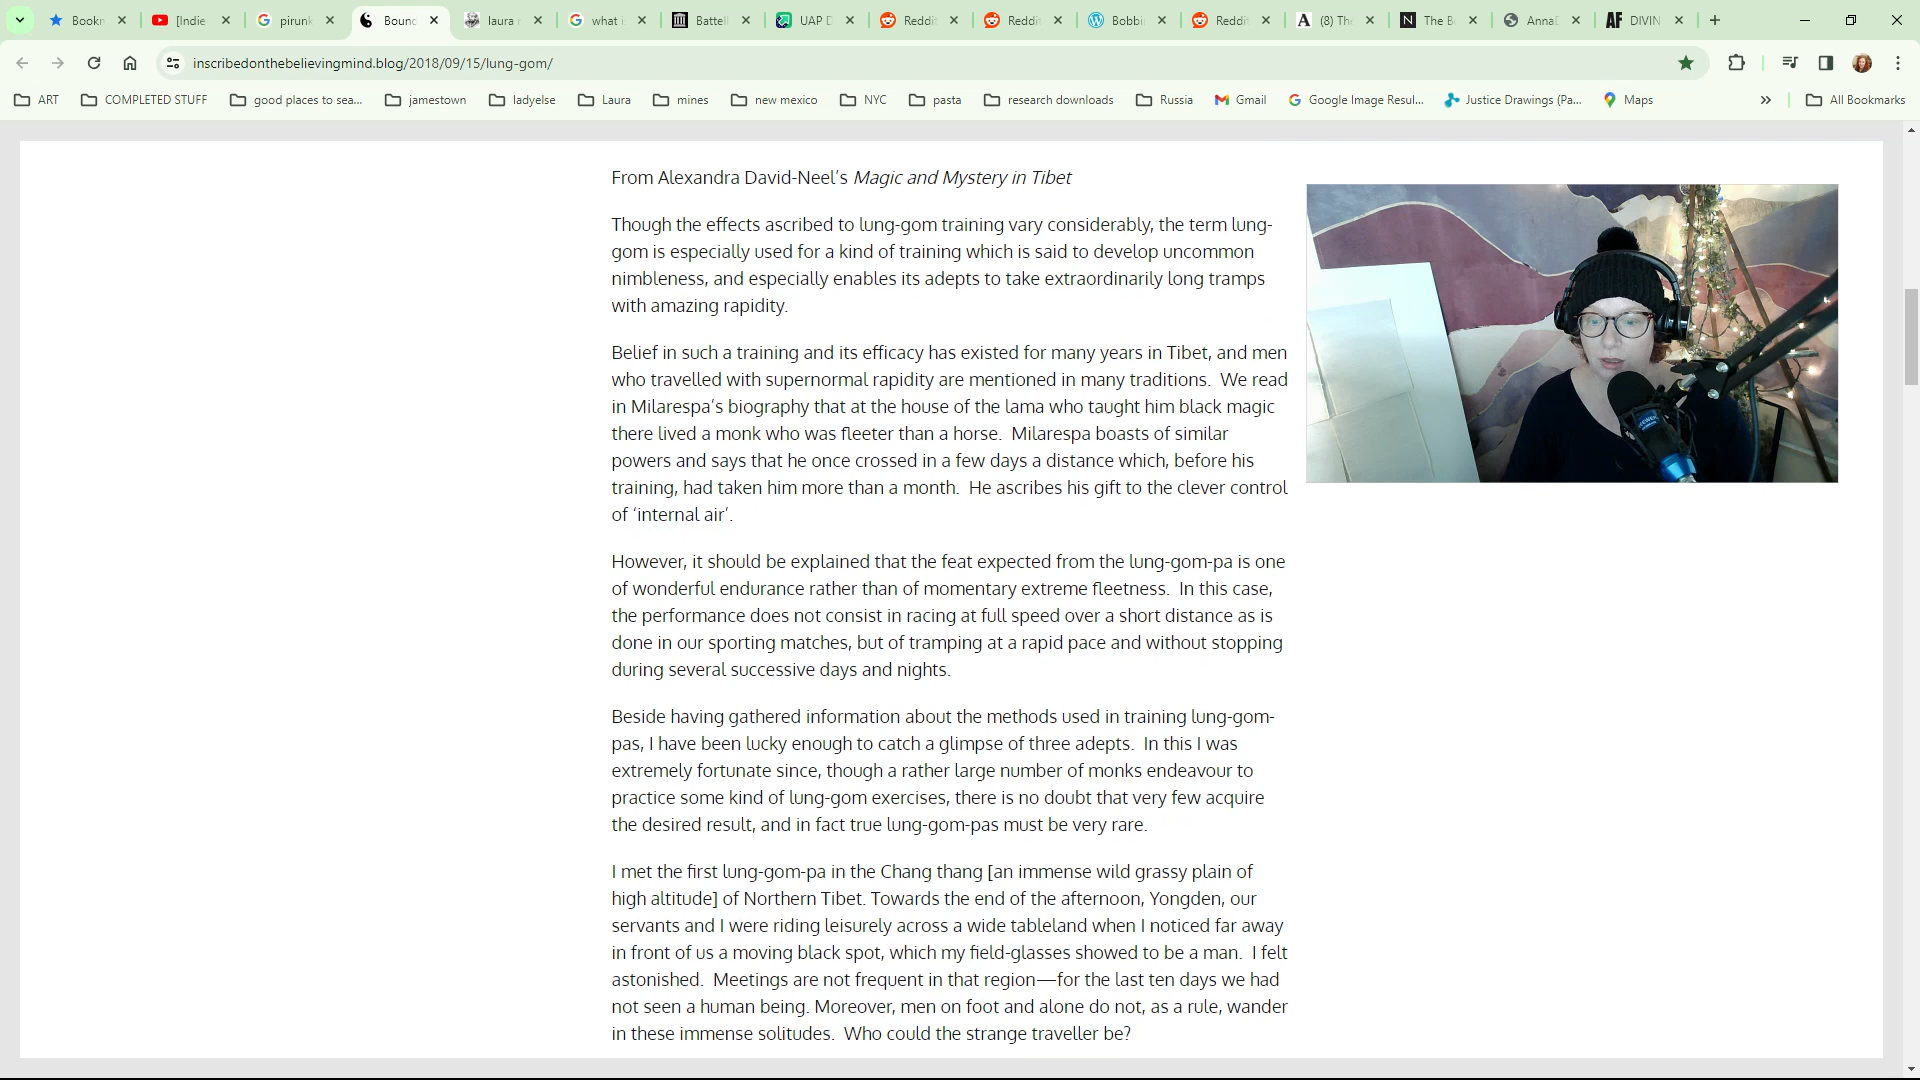 Bookn
[Indie
pirunk
Bounc
laura r
what i
Battell
UAP D
Reddit
Reddit
Bobbi
Reddit
(8) The
The B
AnnaD
DIVIN
inscribedonthebelievingmind.blog/2018/09/15/lung-gom/
ART
COMPLETED STUFF
good places to sea...
jamestown
ladyelse
Laura
mines
new mexico
NYC
pasta
research downloads
Russia
Gmail
Google Image Resul...
Justice Drawings (Pa...
Maps
All Bookmarks
From Alexandra David-Neel’s Magic and Mystery in Tibet
Though the effects ascribed to lung-gom training vary considerably, the term lung-
gom is especially used for a kind of training which is said to develop uncommon
nimbleness, and especially enables its adepts to take extraordinarily long tramps
with amazing rapidity.
Belief in such a training and its efficacy has existed for many years in Tibet, and men
who travelled with supernormal rapidity are mentioned in many traditions.  We read
in Milarespa’s biography that at the house of the lama who taught him black magic
there lived a monk who was fleeter than a horse.  Milarespa boasts of similar
powers and says that he once crossed in a few days a distance which, before his
training, had taken him more than a month.  He ascribes his gift to the clever control
of ‘internal air’.
However, it should be explained that the feat expected from the lung-gom-pa is one
of wonderful endurance rather than of momentary extreme fleetness.  In this case,
the performance does not consist in racing at full speed over a short distance as is
done in our sporting matches, but of tramping at a rapid pace and without stopping
during several successive days and nights.
Beside having gathered information about the methods used in training lung-gom-
pas, I have been lucky enough to catch a glimpse of three adepts.  In this I was
extremely fortunate since, though a rather large number of monks endeavour to
practice some kind of lung-gom exercises, there is no doubt that very few acquire
the desired result, and in fact true lung-gom-pas must be very rare.
I met the first lung-gom-pa in the Chang thang [an immense wild grassy plain of
high altitude] of Northern Tibet. Towards the end of the afternoon, Yongden, our
servants and I were riding leisurely across a wide tableland when I noticed far away
in front of us a moving black spot, which my field-glasses showed to be a man.  I felt
astonished.  Meetings are not frequent in that region—for the last ten days we had
not seen a human being. Moreover, men on foot and alone do not, as a rule, wander
in these immense solitudes.  Who could the strange traveller be?